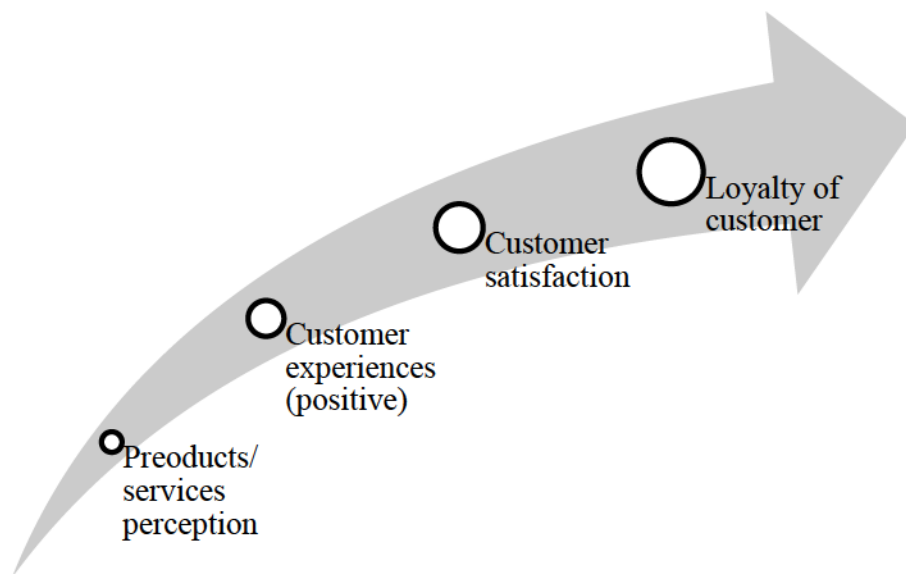 Loyalty of
customer
Customer
satisfaction
Customer
experiences
(positive)
Preoducts/
services
perception